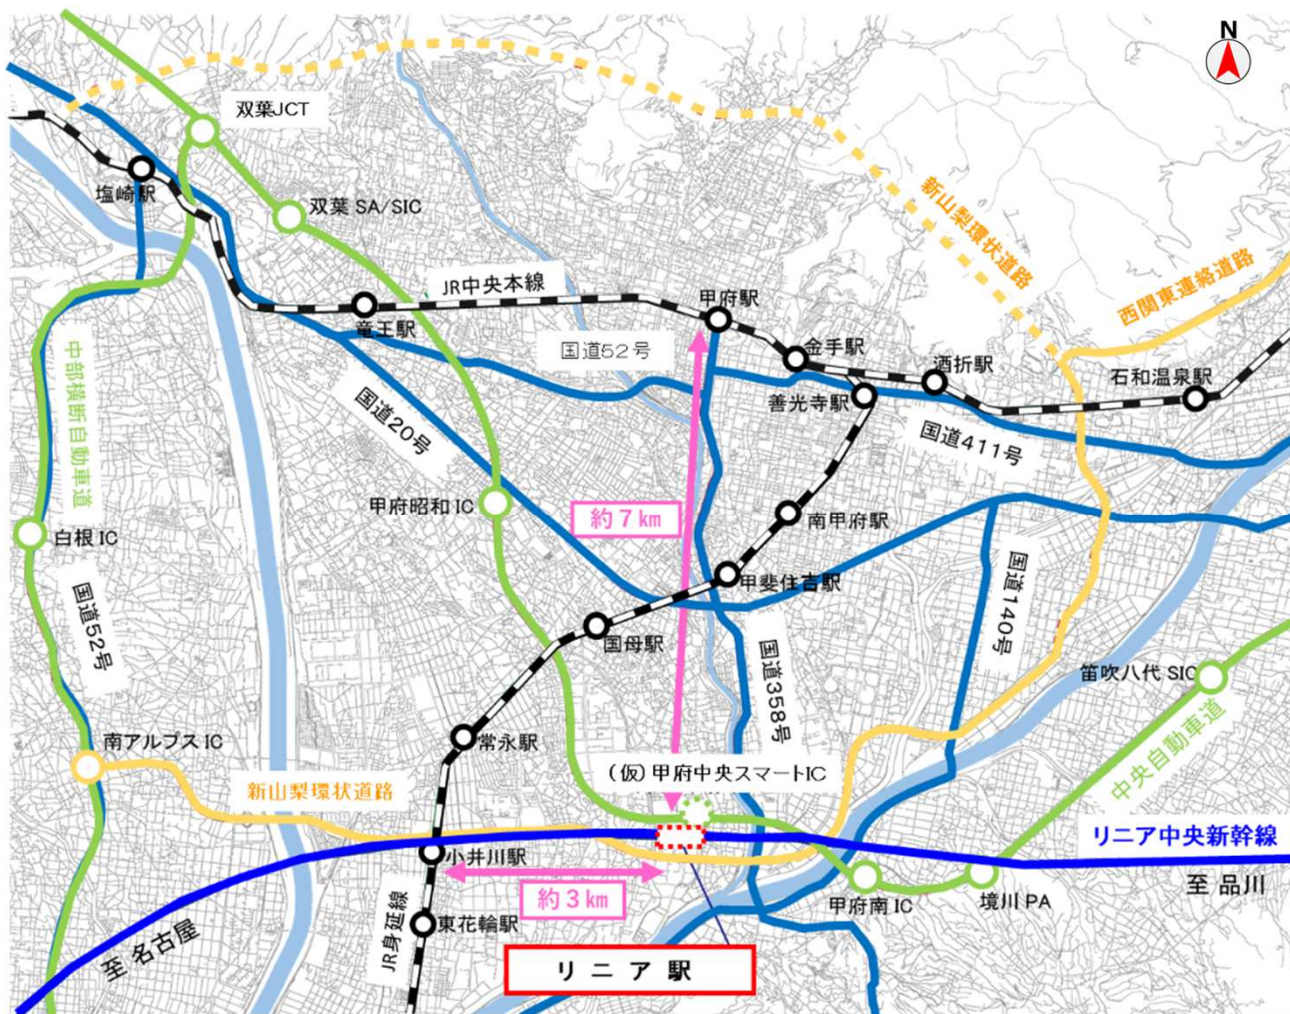 N
双葉JCT
塩崎駅
双葉 SA/SIC
新山梨環状道路
西関東連絡道路
JR中央本線
甲府駅
竜王駅
国道52号
金手駅
酒折駅
石和温泉駅
善光寺駅
中部横断自動車道
国道20号
国道411号
甲府昭和 IC
約7㎞
南甲府駅
白根 IC
甲斐住吉駅
国道52号
国母駅
国道140号
国道358号
笛吹八代 SIC
南アルプス IC
常永駅
(仮)甲府中央スマートIC
中央自動車道
新山梨環状道路
リニア中央新幹線
小井川駅
至 品川
約3㎞
甲府南 IC
境川 PA
東花輪駅
JR身延線
至 名古屋
リニア駅